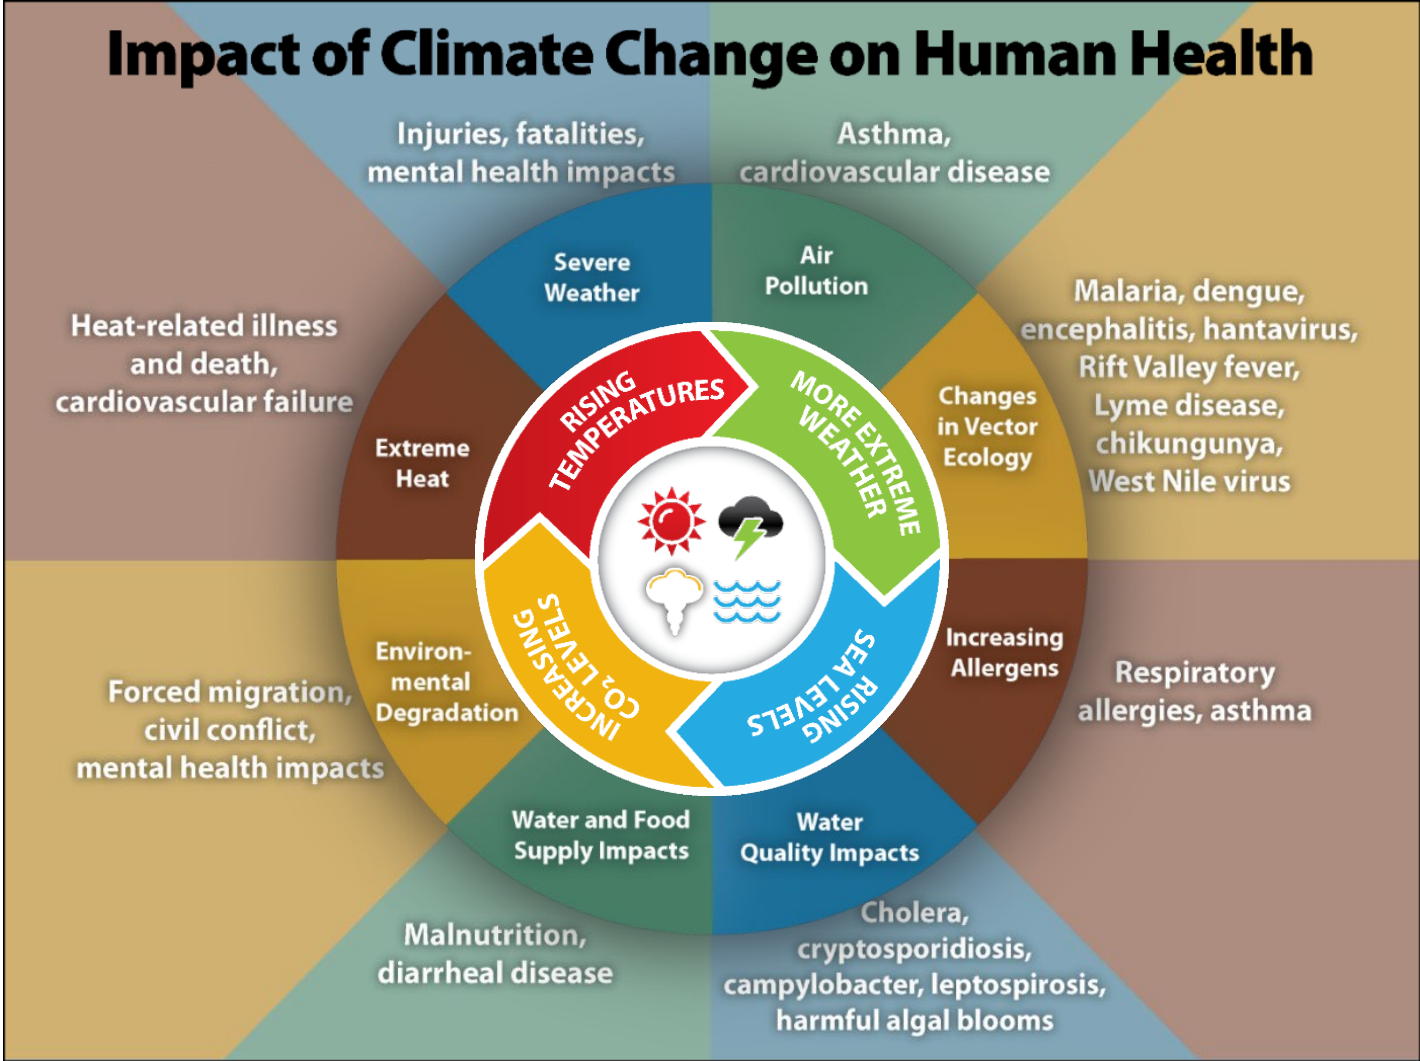 Impact of Climate Change on Human Health
Injuries, fatalities,
mental health impacts
Asthma,
cardiovascular disease
Severe
Weather
Air
Pollution
Heat-related illness
and death,
cardiovascular failure
Malaria, dengue,
encephalitis, hantavirus,
Rift Valley fever,
Lyme disease,
chikungunya,
West Nile virus
Extreme
Heat
Changes
in Vector
Ecology
RISING
TEMPERATURES
MORE EXTREME
WEATHER
INCREASING
CO₂ LEVELS
RISING
SEA LEVELS
Environ-
mental
Degradation
Increasing
Allergens
Forced migration,
civil conflict,
mental health impacts
Respiratory
allergies, asthma
Water and Food
Supply Impacts
Water
Quality Impacts
Malnutrition,
diarrheal disease
Cholera,
cryptosporidiosis,
campylobacter, leptospirosis,
harmful algal blooms